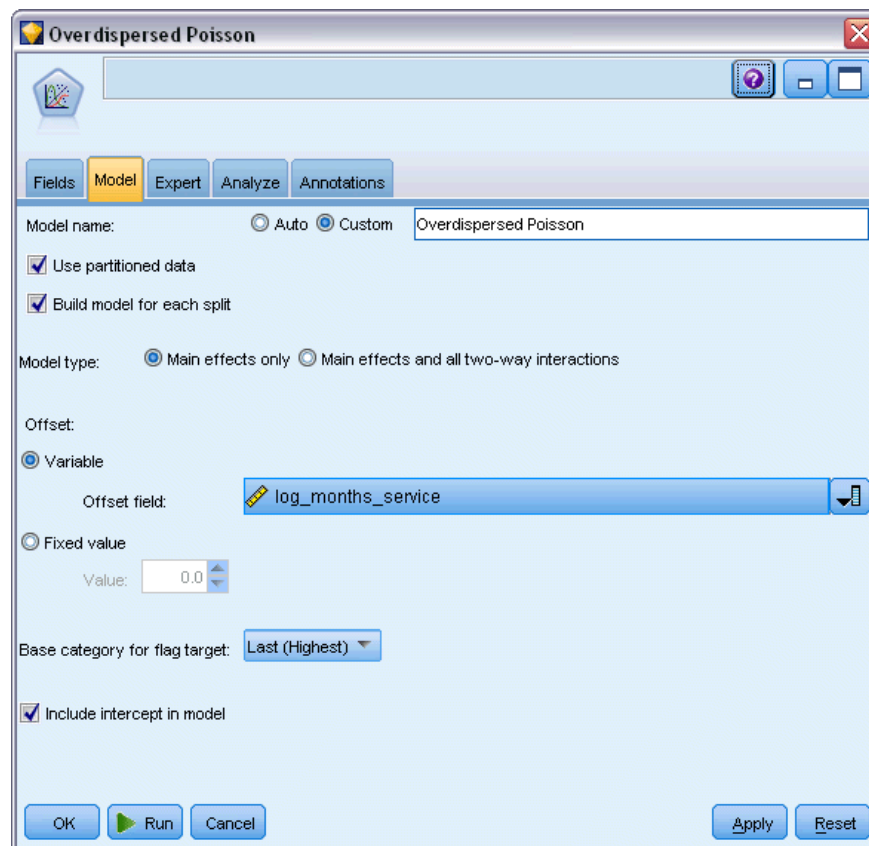 Overdispersed Poisson
Fields Model Expert Analyze Annotations
Model name: Auto Custom Overdispersed Poisson
Use partitioned data
Build model for each split
Model type: Main effects only Main effects and all two-way interactions
Offset:
Variable
Offset field: log_months_service
Fixed value
Value: 0.0
Base category for flag target: Last (Highest)
Include intercept in model
OK Run Cancel Apply Reset